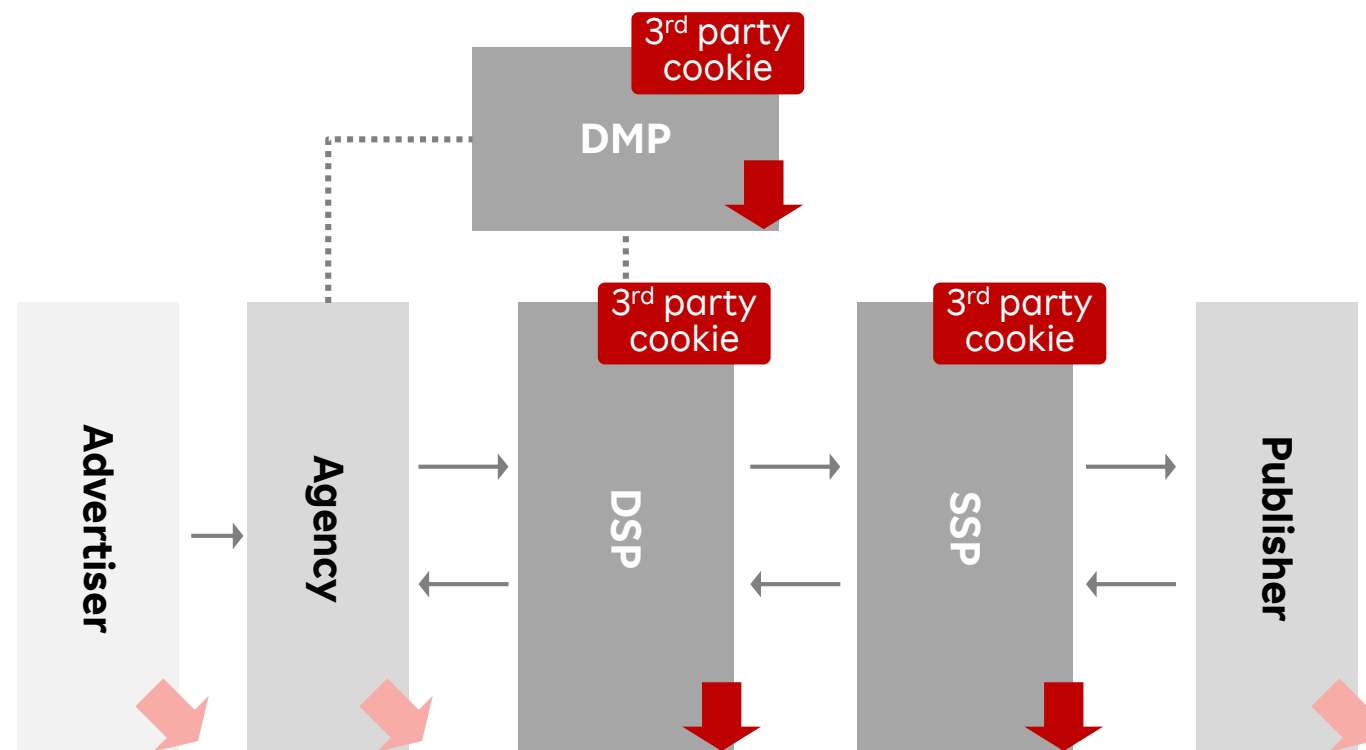 3rd party
cookie
DMP
3rd party
cookie
3rd party
cookie
Advertiser
Agency
DSP
SSP
Publisher